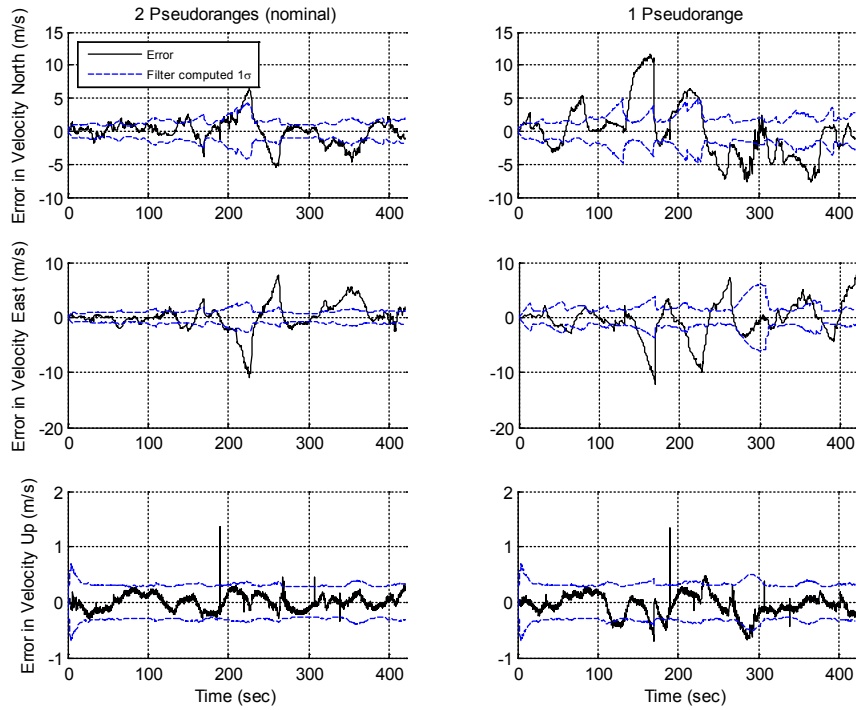 2 Pseudoranges (nominal)
1 Pseudorange
Error in Velocity North (m/s)
15
10
5
0
-5
-10
Error
Filter computed 1σ
0 100 200 300 400
15
10
5
0
-5
-10
0 100 200 300 400
Error in Velocity East (m/s)
10
0
-10
-20
0 100 200 300 400
10
0
-10
-20
0 100 200 300 400
Error in Velocity Up (m/s)
2
1
0
-1
0 100 200 300 400
Time (sec)
2
1
0
-1
0 100 200 300 400
Time (sec)